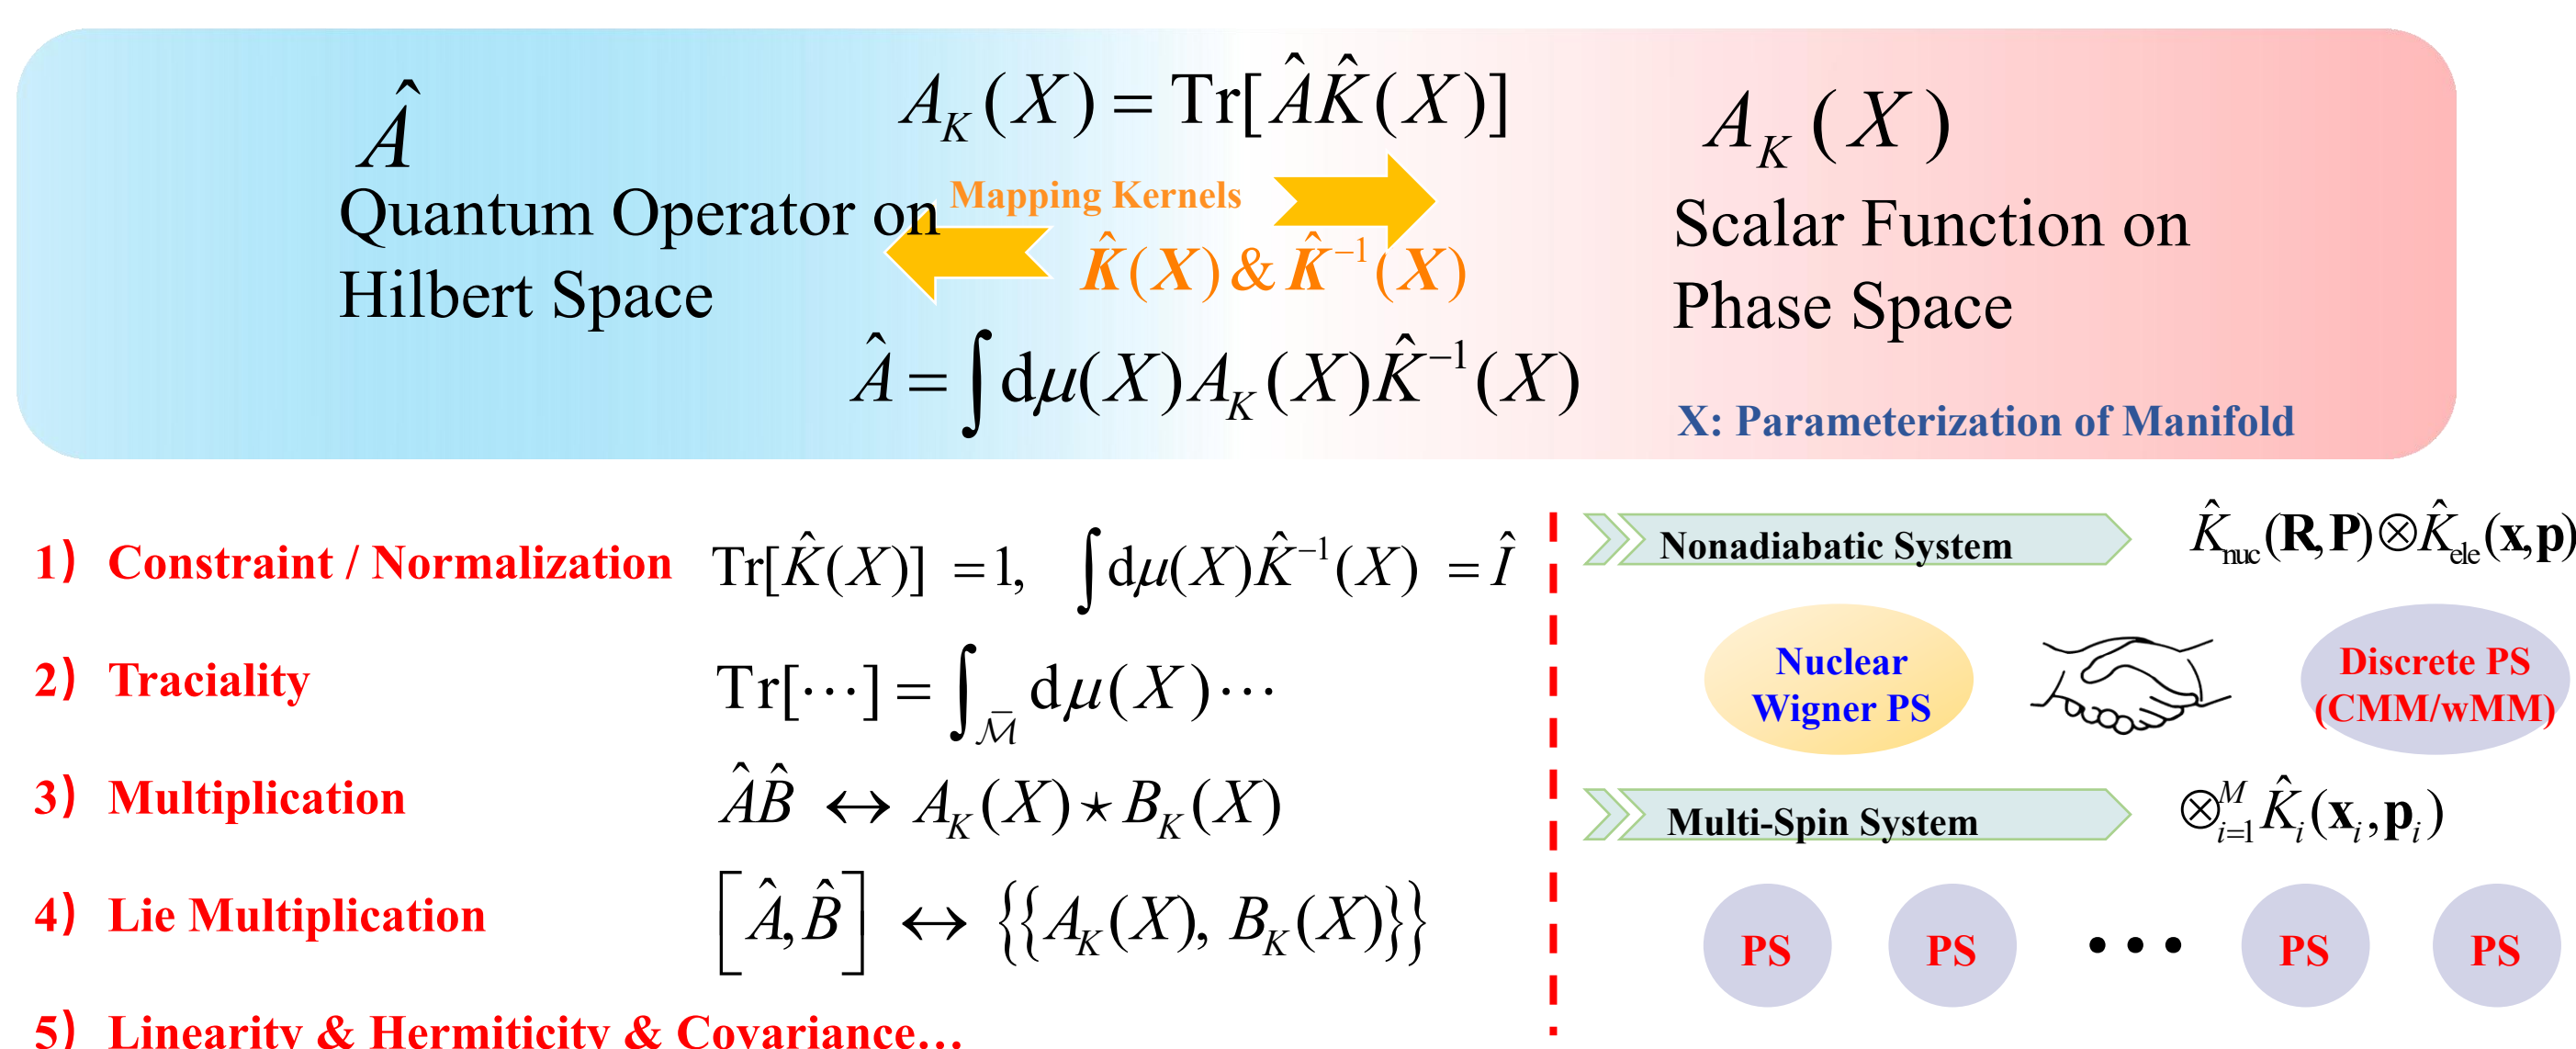 Â
Quantum Operator on
Hilbert Space
A_K(X) = Tr[ÂK̂(X)]
Mapping Kernels
K̂(X) & K̂⁻¹(X)
Â = ∫dμ(X)A_K(X)K̂⁻¹(X)
A_K(X)
Scalar Function on
Phase Space
X: Parameterization of Manifold
1) Constraint / Normalization Tr[K̂(X)] = 1, ∫dμ(X)K̂⁻¹(X) = Î
2) Traciality Tr[⋯] = ∫_ℳ̄ dμ(X)⋯
3) Multiplication ÂB̂ ↔ A_K(X) ⋆ B_K(X)
4) Lie Multiplication [Â, B̂] ↔ {{A_K(X), B_K(X)}}
5) Linearity & Hermiticity & Covariance…
Nonadiabatic System K̂_nuc(R,P)⊗K̂_ele(x,p)
Nuclear
Wigner PS
Discrete PS
(CMM/wMM)
Multi-Spin System ⊗_{i=1}^M K̂_i(x_i,p_i)
PS PS ••• PS PS